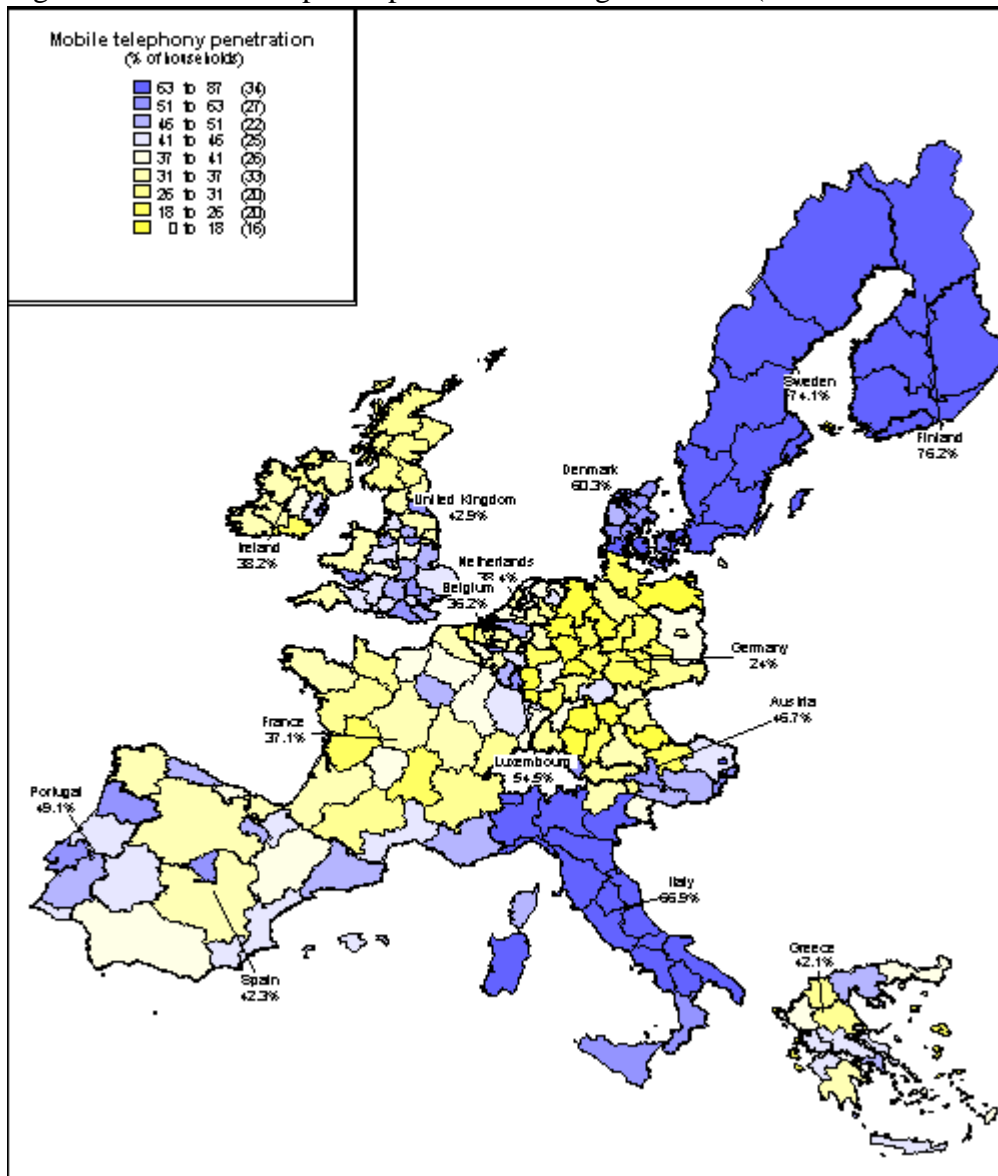 Mobile telephony penetration
(% of households)
63 to 87 (34)
51 to 63 (27)
46 to 51 (22)
41 to 46 (25)
37 to 41 (26)
31 to 37 (33)
26 to 31 (20)
18 to 26 (20)
0 to 18 (16)
Sweden
74.1%
Finland
76.2%
Denmark
60.3%
United Kingdom
42.9%
Ireland
38.2%
Netherlands
Belgium
36.2%
Germany
24%
Austria
46.7%
France
37.1%
Luxembourg
54.5%
Portugal
49.1%
Italy
66.9%
Spain
42.3%
Greece
42.1%